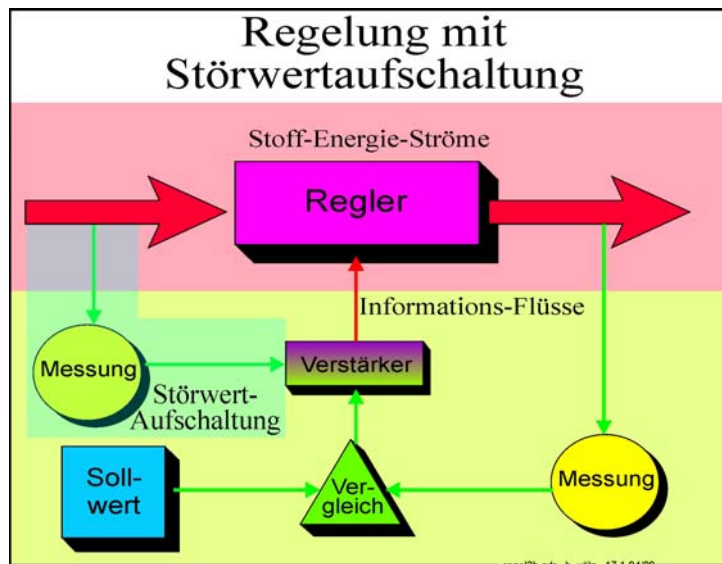 Regelung mit
Störwertaufschaltung
Stoff-Energie-Ströme
Regler
Informations-Flüsse
Messung
Verstärker
Störwert-
Aufschaltung
Soll-
wert
Ver-
gleich
Messung